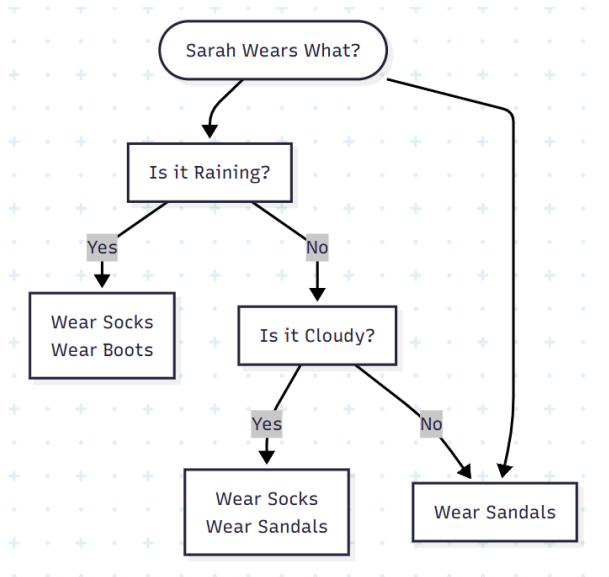 Sarah Wears What?
Is it Raining?
Yes
No
Wear Socks
Wear Boots
Is it Cloudy?
Yes
No
Wear Socks
Wear Sandals
Wear Sandals